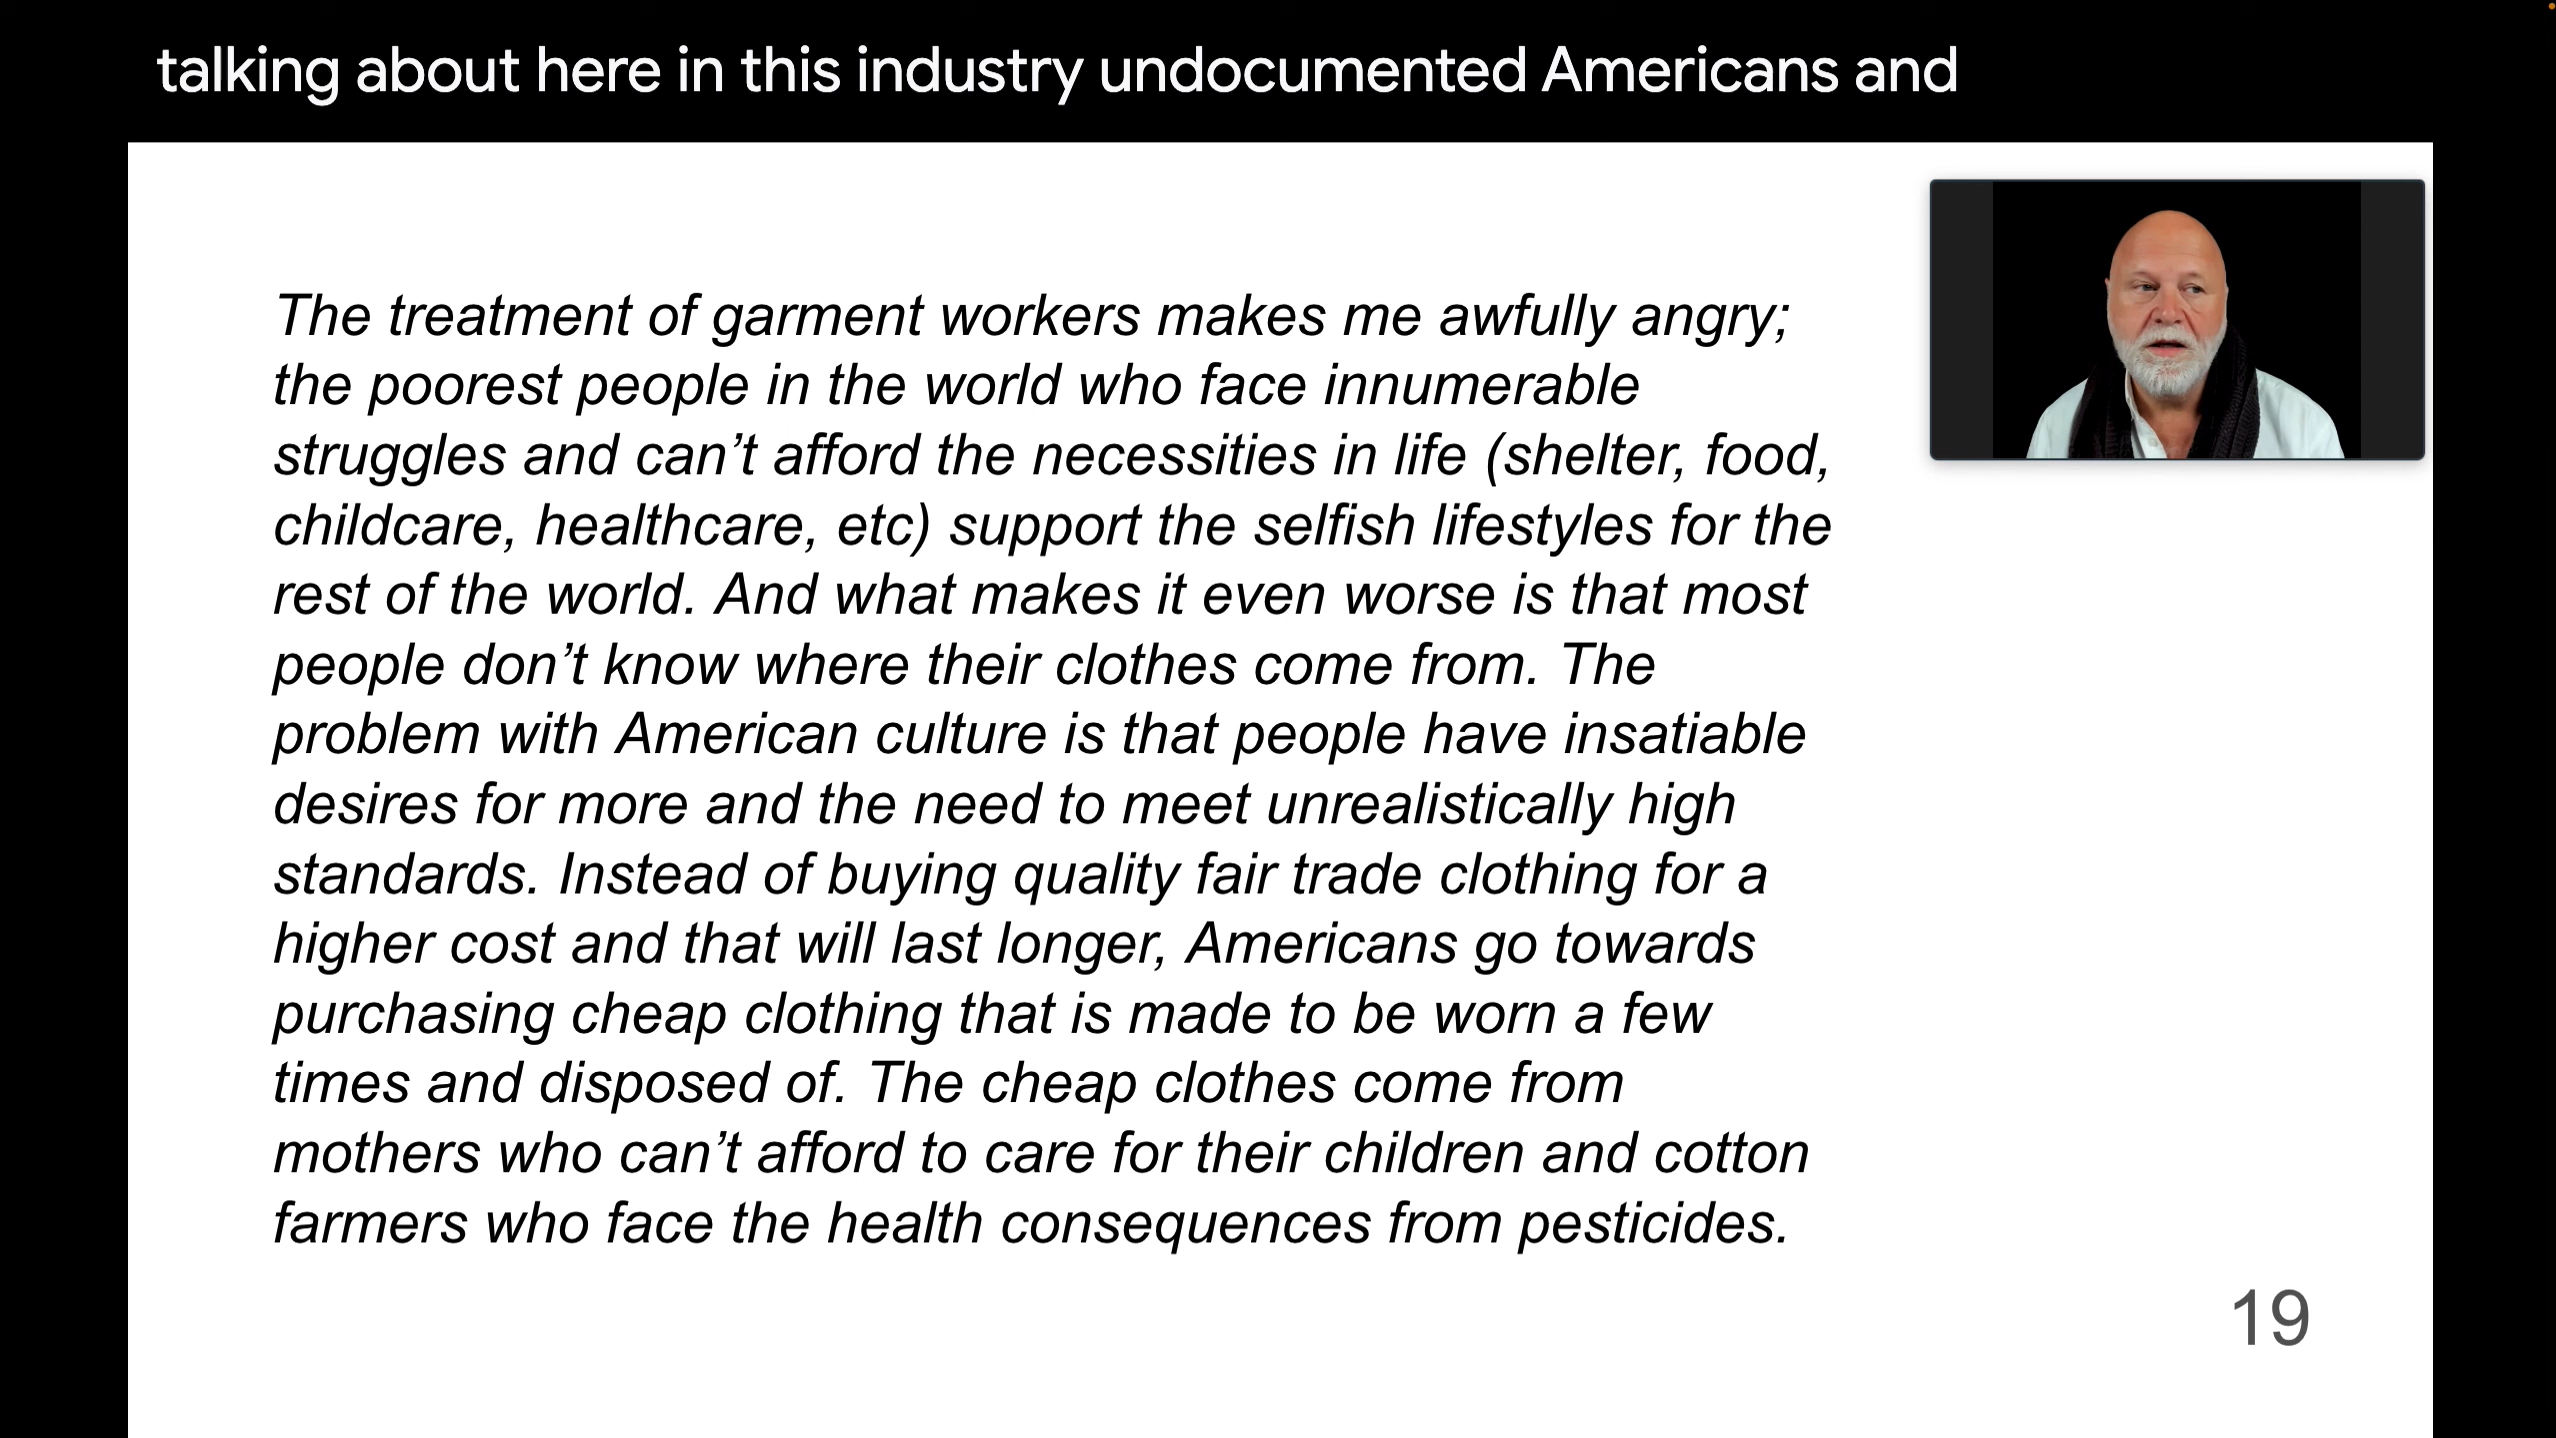 talking about here in this industry undocumented Americans and
The treatment of garment workers makes me awfully angry;
the poorest people in the world who face innumerable
struggles and can’t afford the necessities in life (shelter, food,
childcare, healthcare, etc) support the selfish lifestyles for the
rest of the world. And what makes it even worse is that most
people don’t know where their clothes come from. The
problem with American culture is that people have insatiable
desires for more and the need to meet unrealistically high
standards. Instead of buying quality fair trade clothing for a
higher cost and that will last longer, Americans go towards
purchasing cheap clothing that is made to be worn a few
times and disposed of. The cheap clothes come from
mothers who can’t afford to care for their children and cotton
farmers who face the health consequences from pesticides.
19